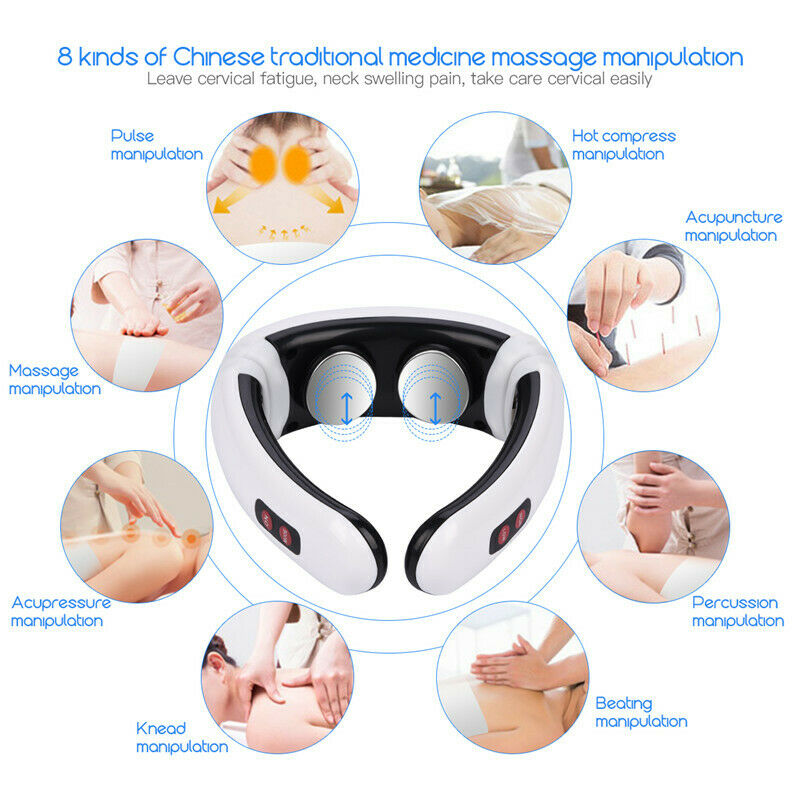 8 kinds of Chinese traditional medicine massage manipulation
Leave cervical fatigue, neck swelling pain, take care cervical easily
Pulse
manipulation
Hot compress
manipulation
Acupuncture
manipulation
Massage
manipulation
Acupressure
manipulation
Percussion
manipulation
Knead
manipulation
Beating
manipulation